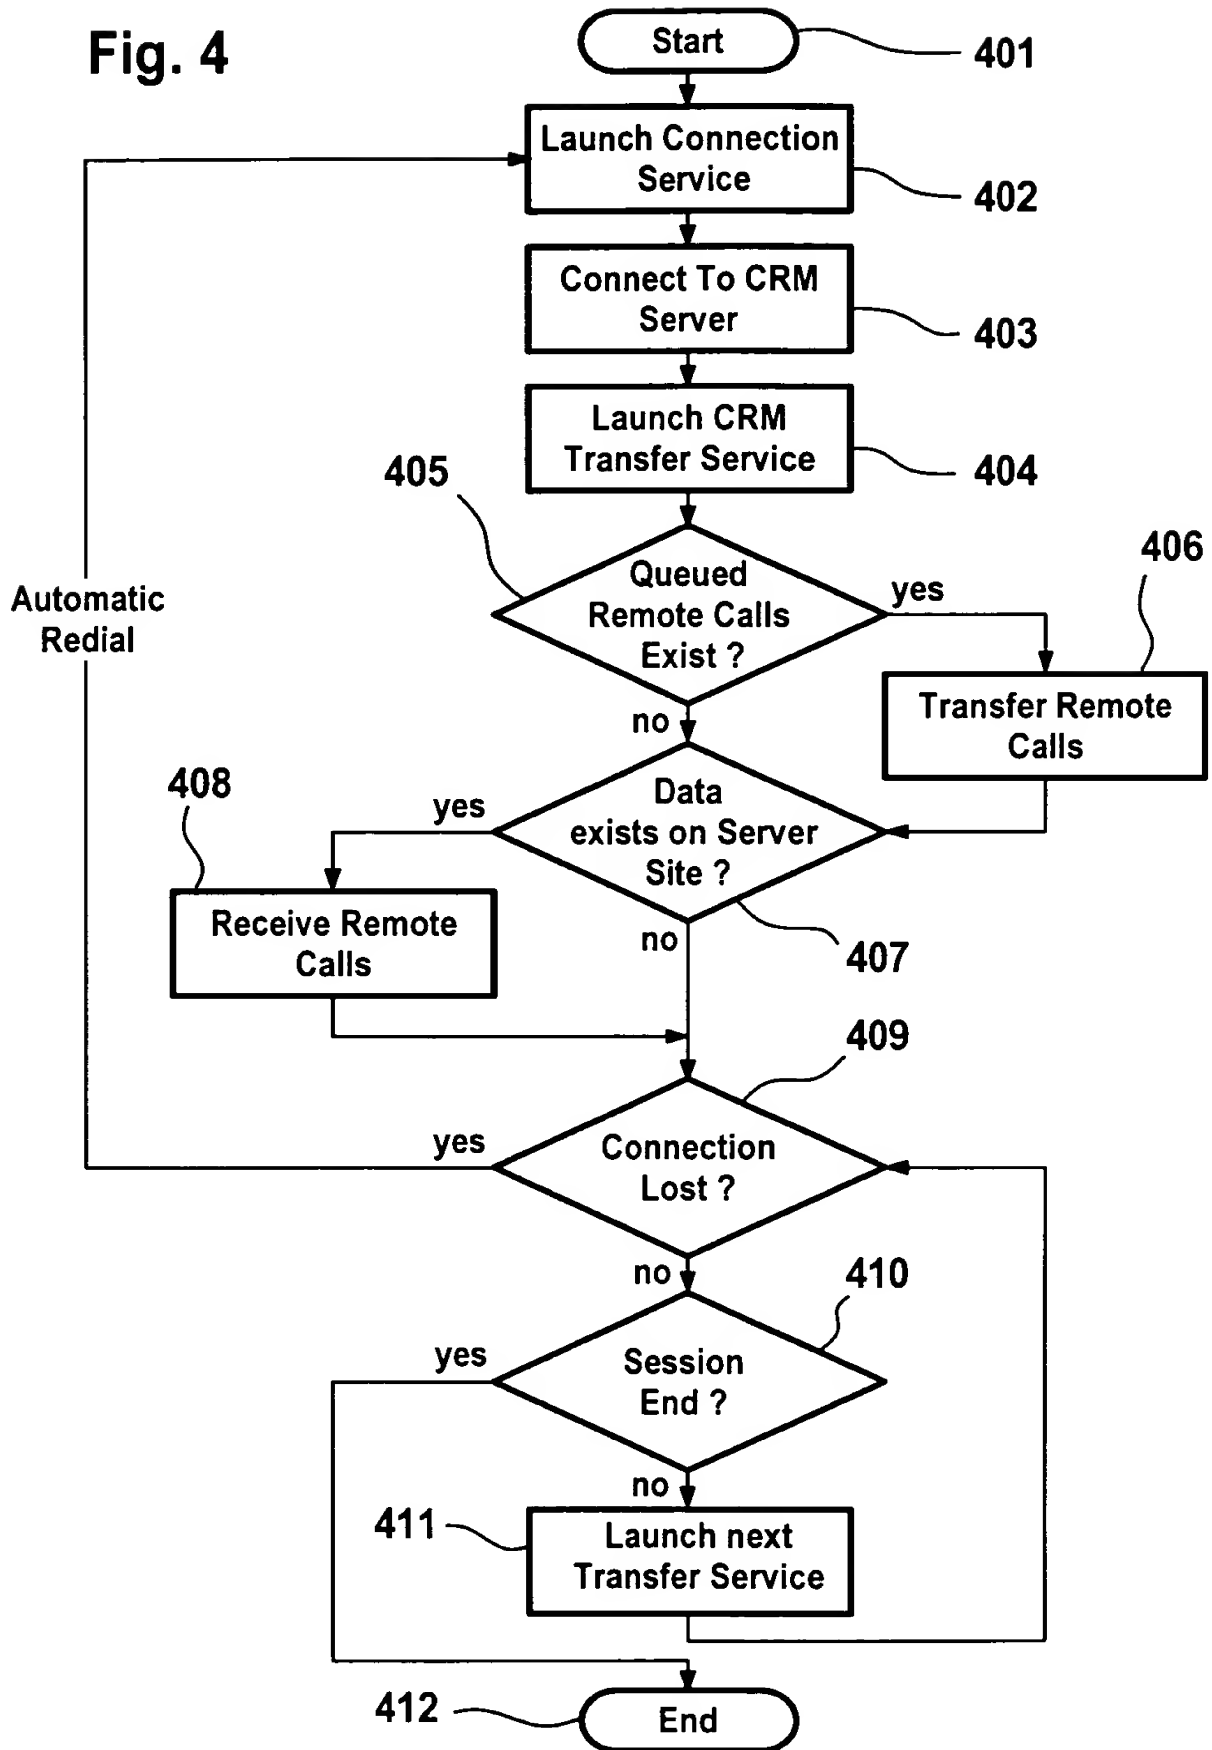 Fig. 4
Start
401
Launch Connection
Service
402
Connect To CRM
Server
403
Launch CRM
Transfer Service
404
405
Queued
Remote Calls
Exist ?
yes
406
Automatic
Redial
no
Transfer Remote
Calls
408
yes
Data
exists on Server
Site ?
Receive Remote
Calls
no
407
409
yes
Connection
Lost ?
no
410
yes
Session
End ?
no
411
Launch next
Transfer Service
412
End